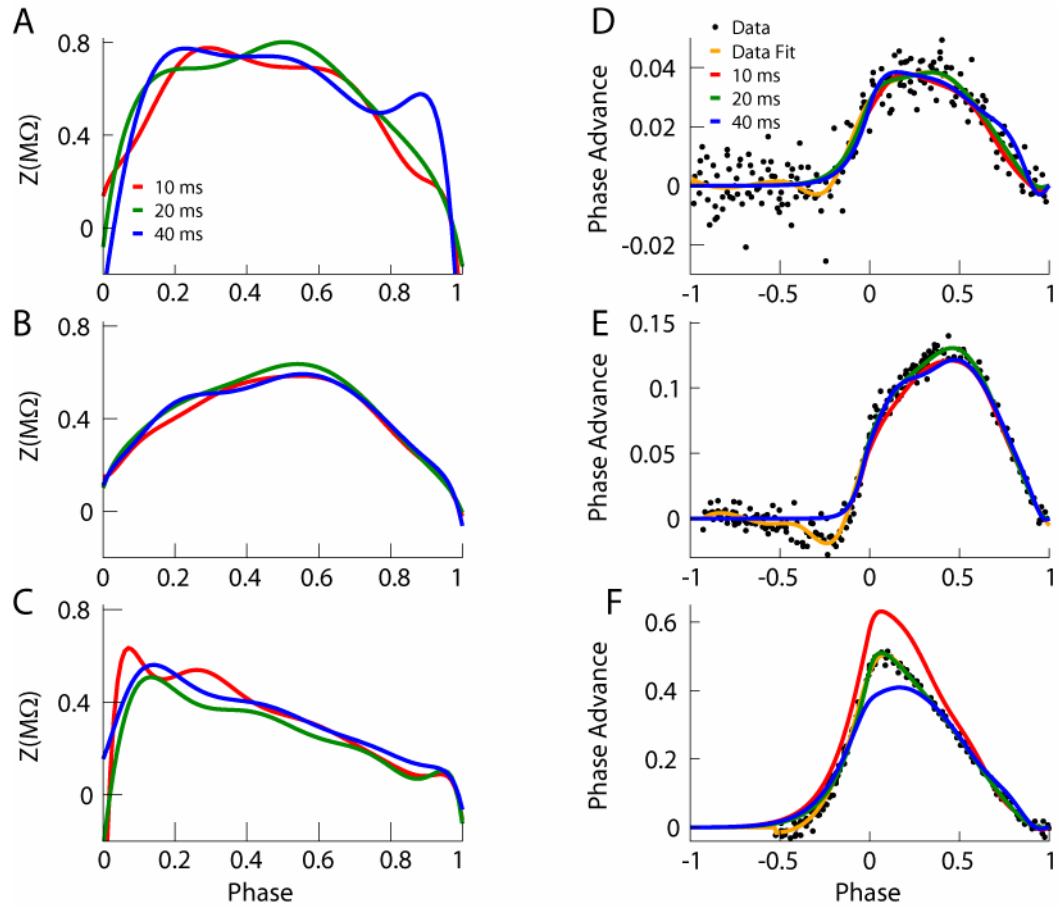 A
Z(MΩ)
0.8
0.4
0
10 ms
20 ms
40 ms
0 0.2 0.4 0.6 0.8 1
B
Z(MΩ)
0.8
0.4
0
0 0.2 0.4 0.6 0.8 1
C
Z(MΩ)
0.8
0.4
0
0 0.2 0.4 0.6 0.8 1
Phase
D
Phase Advance
0.04
0.02
0
-0.02
Data
Data Fit
10 ms
20 ms
40 ms
-1 -0.5 0 0.5 1
E
Phase Advance
0.15
0.10
0.05
0
-1 -0.5 0 0.5 1
F
Phase Advance
0.6
0.4
0.2
0
-1 -0.5 0 0.5 1
Phase